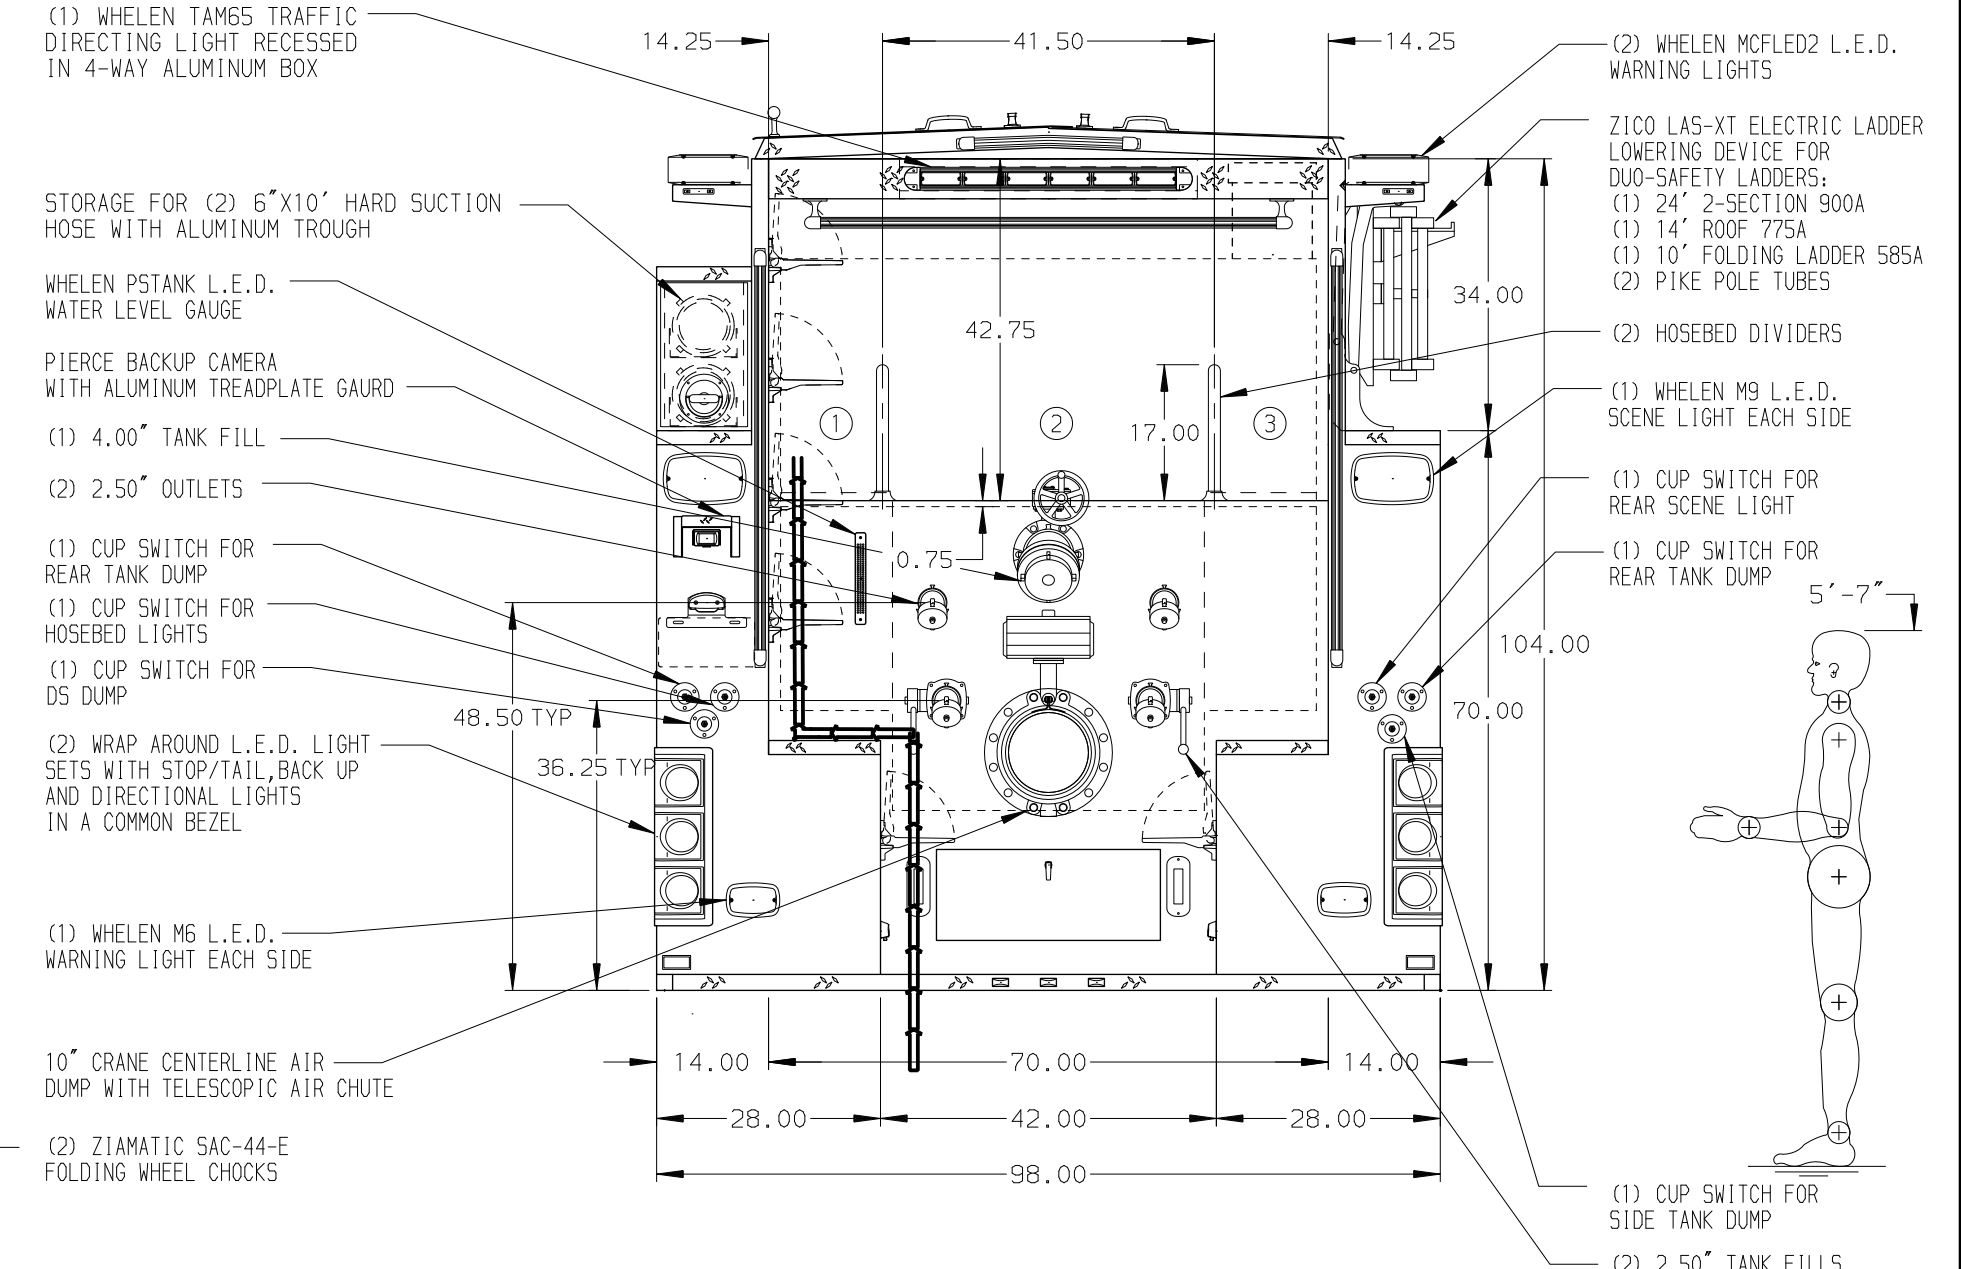 (1) WHELEN TAM65 TRAFFIC
DIRECTING LIGHT RECESSED
IN 4-WAY ALUMINUM BOX
STORAGE FOR (2) 6"X10' HARD SUCTION
HOSE WITH ALUMINUM TROUGH
WHELEN PSTANK L.E.D.
WATER LEVEL GAUGE
PIERCE BACKUP CAMERA
WITH ALUMINUM TREADPLATE GAURD
(1) 4.00" TANK FILL
(2) 2.50" OUTLETS
(1) CUP SWITCH FOR
REAR TANK DUMP
(1) CUP SWITCH FOR
HOSEBED LIGHTS
(1) CUP SWITCH FOR
DS DUMP
(2) WRAP AROUND L.E.D. LIGHT
SETS WITH STOP/TAIL,BACK UP
AND DIRECTIONAL LIGHTS
IN A COMMON BEZEL
(1) WHELEN M6 L.E.D.
WARNING LIGHT EACH SIDE
10" CRANE CENTERLINE AIR
DUMP WITH TELESCOPIC AIR CHUTE
(2) ZIAMATIC SAC-44-E
FOLDING WHEEL CHOCKS
14.25
41.50
14.25
42.75
34.00
17.00
1
2
3
0.75
104.00
48.50 TYP
70.00
36.25 TYP
14.00
70.00
14.00
28.00
42.00
28.00
98.00
(2) WHELEN MCFLED2 L.E.D.
WARNING LIGHTS
ZICO LAS-XT ELECTRIC LADDER
LOWERING DEVICE FOR
DUO-SAFETY LADDERS:
(1) 24' 2-SECTION 900A
(1) 14' ROOF 775A
(1) 10' FOLDING LADDER 585A
(2) PIKE POLE TUBES
(2) HOSEBED DIVIDERS
(1) WHELEN M9 L.E.D.
SCENE LIGHT EACH SIDE
(1) CUP SWITCH FOR
REAR SCENE LIGHT
(1) CUP SWITCH FOR
REAR TANK DUMP
5'-7"
(1) CUP SWITCH FOR
SIDE TANK DUMP
(2) 2.50" TANK FILLS